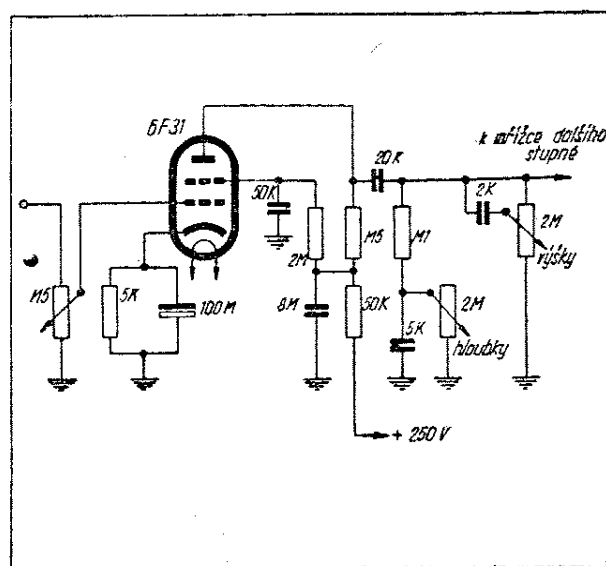 6F31
k mřížce dalšího
stupně
20K
50K
2K
2M
M5
M1
2M
výšky
M5
5K
100M
8M
50K
5K
2M
hloubky
+ 250 V